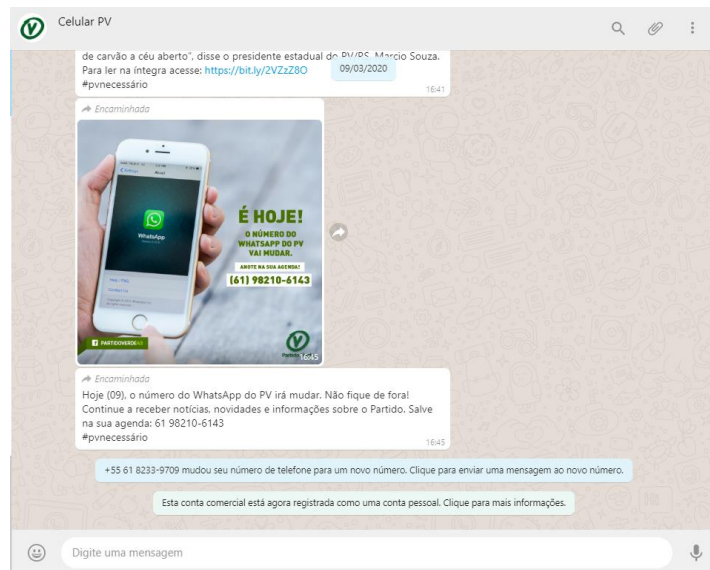 Celular PV
de carvão a céu aberto", disse o presidente estadual do PV/RS, Marcio Souza.
Para ler na íntegra acesse: https://bit.ly/2VZzZ8O
09/03/2020
#pvnecessário
16:41
Encaminhada
WhatsApp
É HOJE!
O NÚMERO DO
WHATSAPP DO PV
VAI MUDAR.
ANOTE NA SUA AGENDA!
(61) 98210-6143
PARTIDOVERDE43
16:45
Encaminhada
Hoje (09), o número do WhatsApp do PV irá mudar. Não fique de fora!
Continue a receber notícias, novidades e informações sobre o Partido. Salve
na sua agenda: 61 98210-6143
#pvnecessário
16:45
+55 61 8233-9709 mudou seu número de telefone para um novo número. Clique para enviar uma mensagem ao novo número.
Esta conta comercial está agora registrada como uma conta pessoal. Clique para mais informações.
Digite uma mensagem